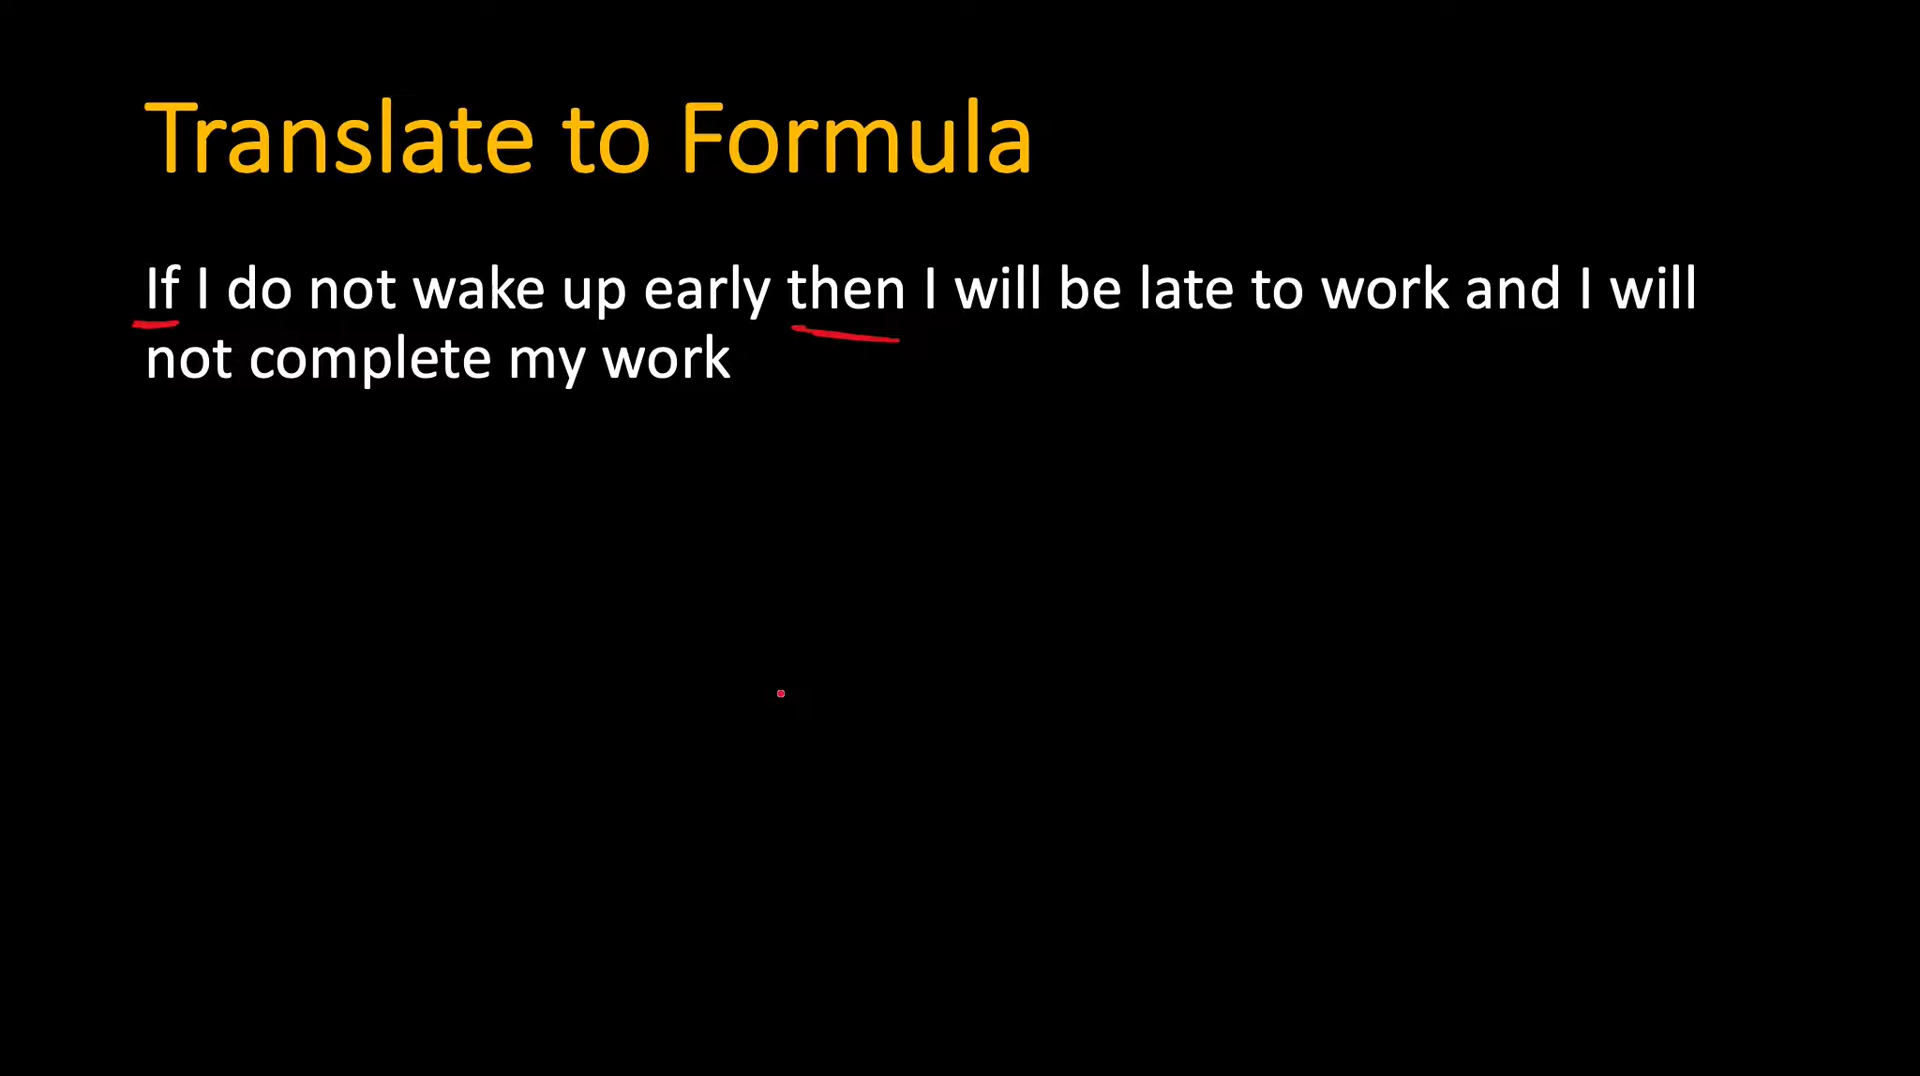 Translate to Formula
If I do not wake up early then I will be late to work and I will
not complete my work